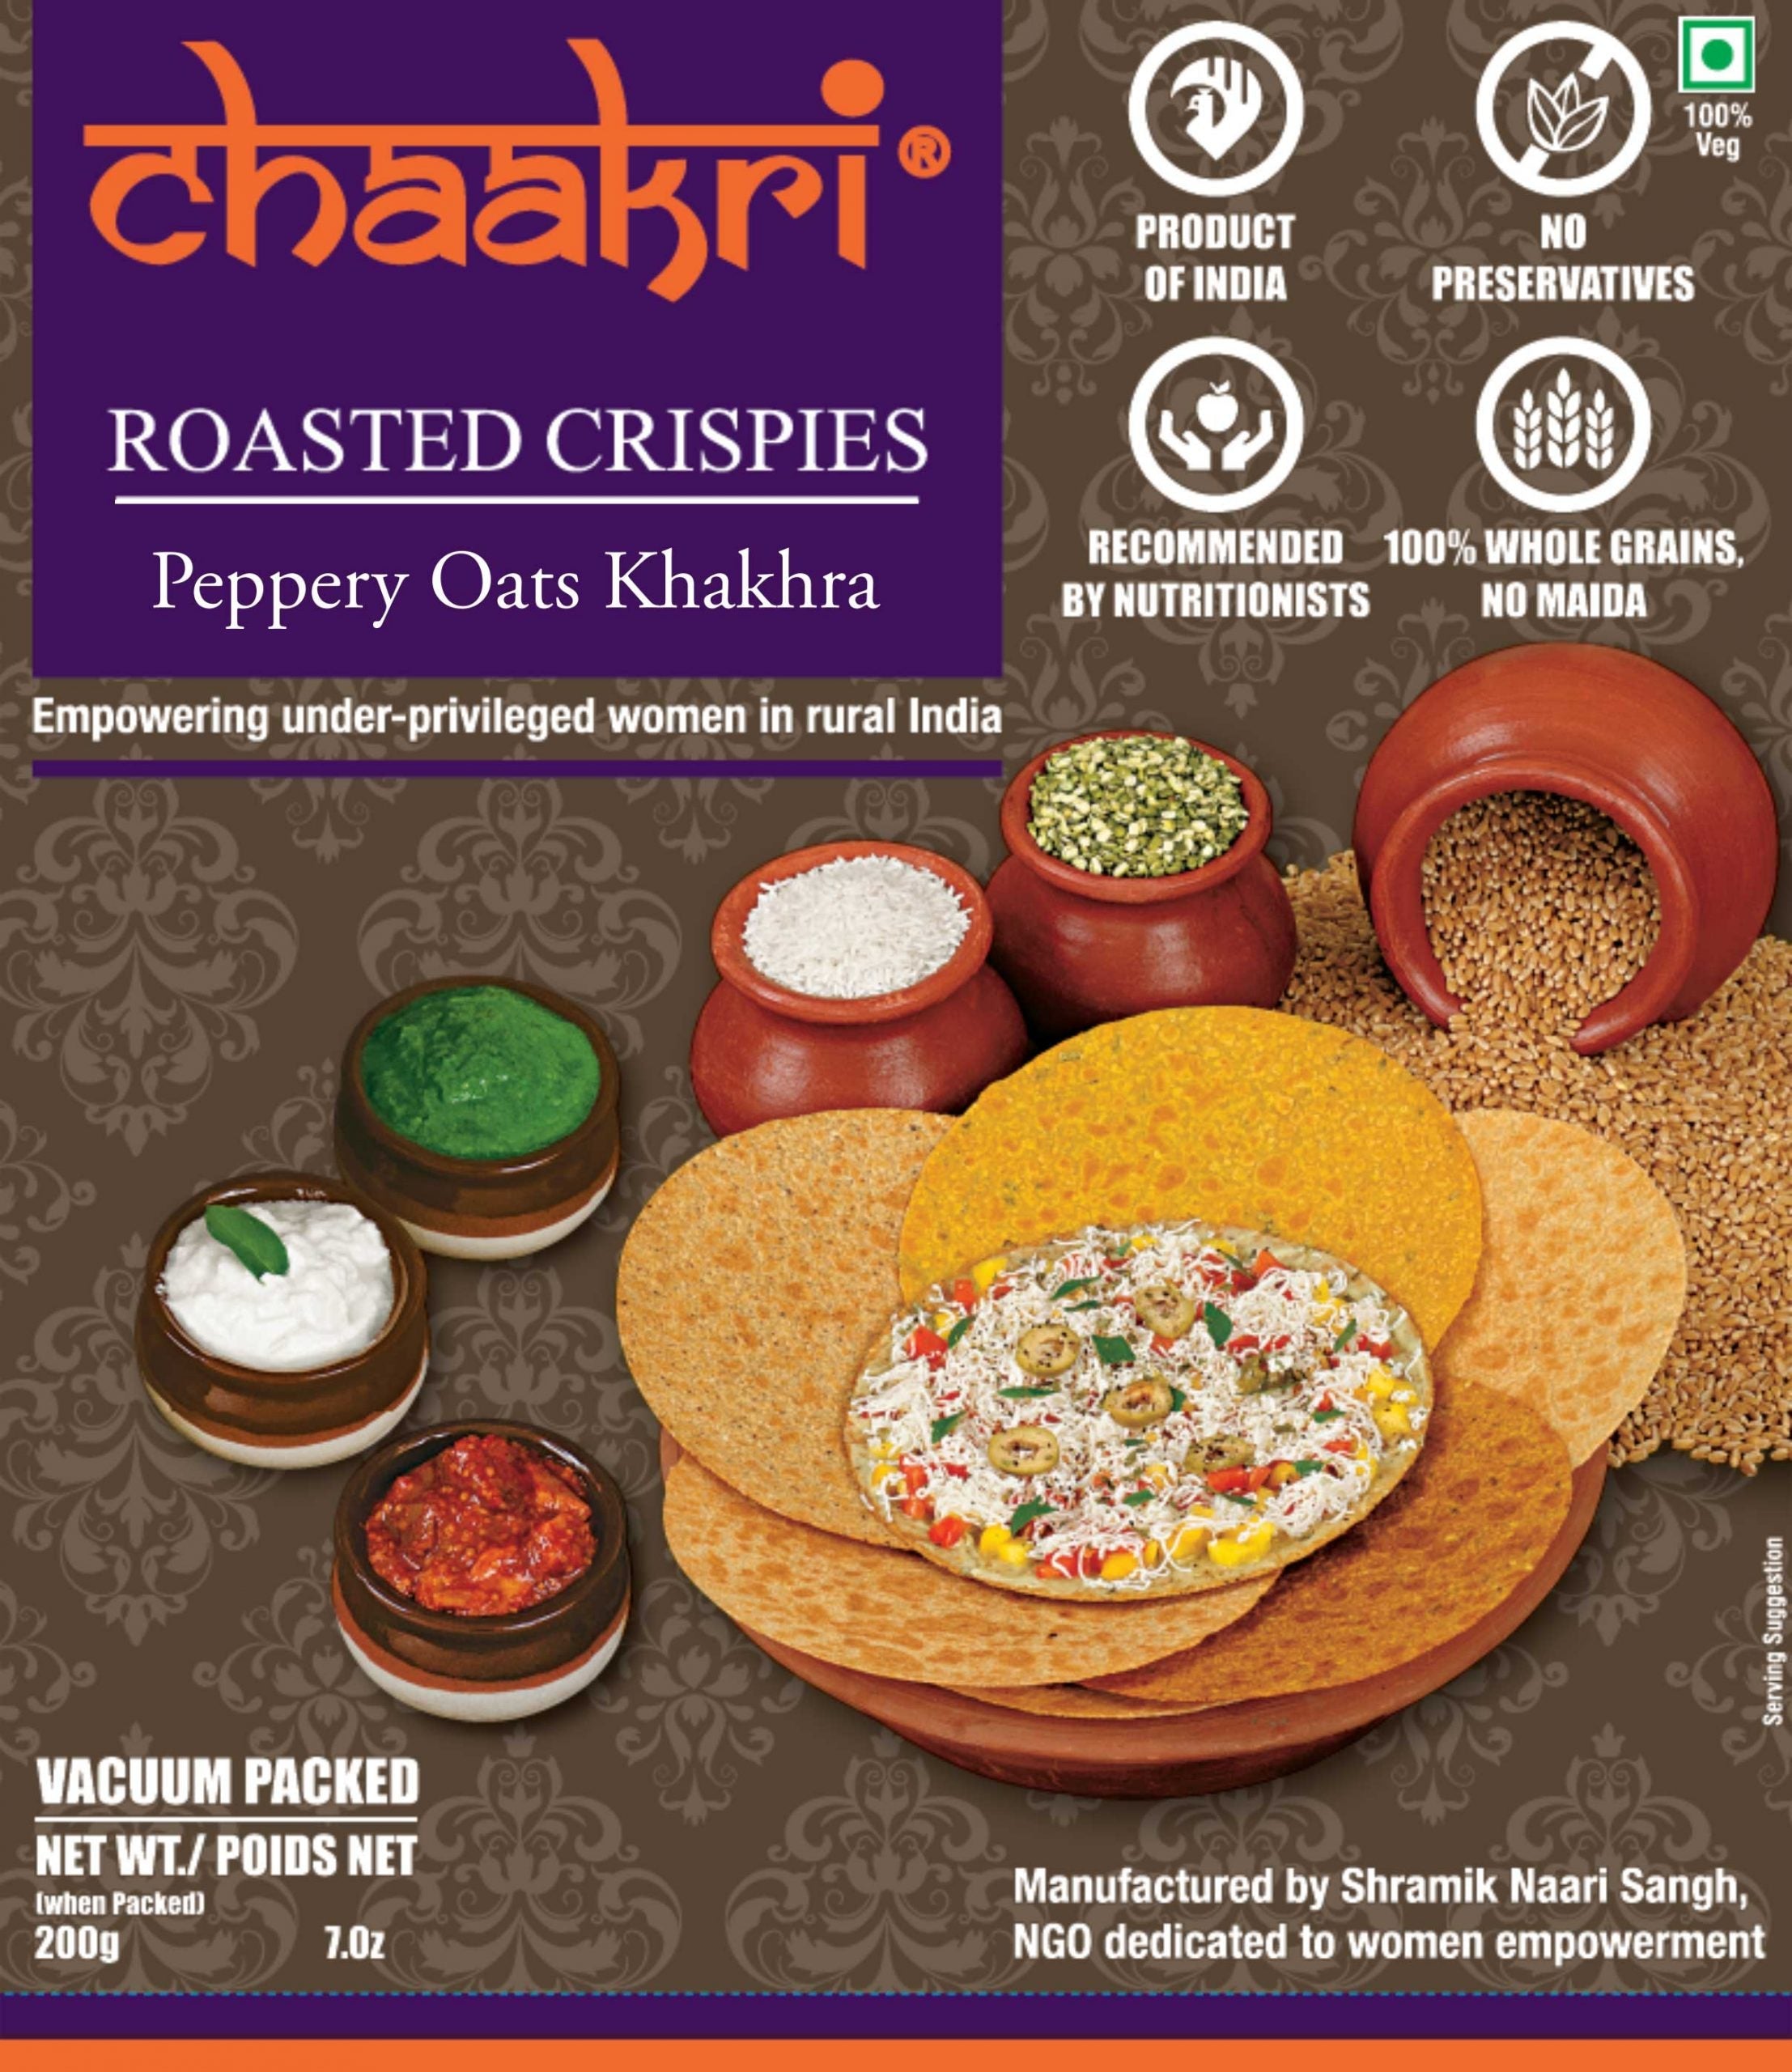 chaakri®
ROASTED CRISPIES
Peppery Oats Khakhra
Empowering under-privileged women in rural India
PRODUCT
OF INDIA
NO
PRESERVATIVES
100%
Veg
RECOMMENDED
BY NUTRITIONISTS
100% WHOLE GRAINS,
NO MAIDA
Serving Suggestion
VACUUM PACKED
NET WT./ POIDS NET
(when Packed)
200g 7.0z
Manufactured by Shramik Naari Sangh,
NGO dedicated to women empowerment